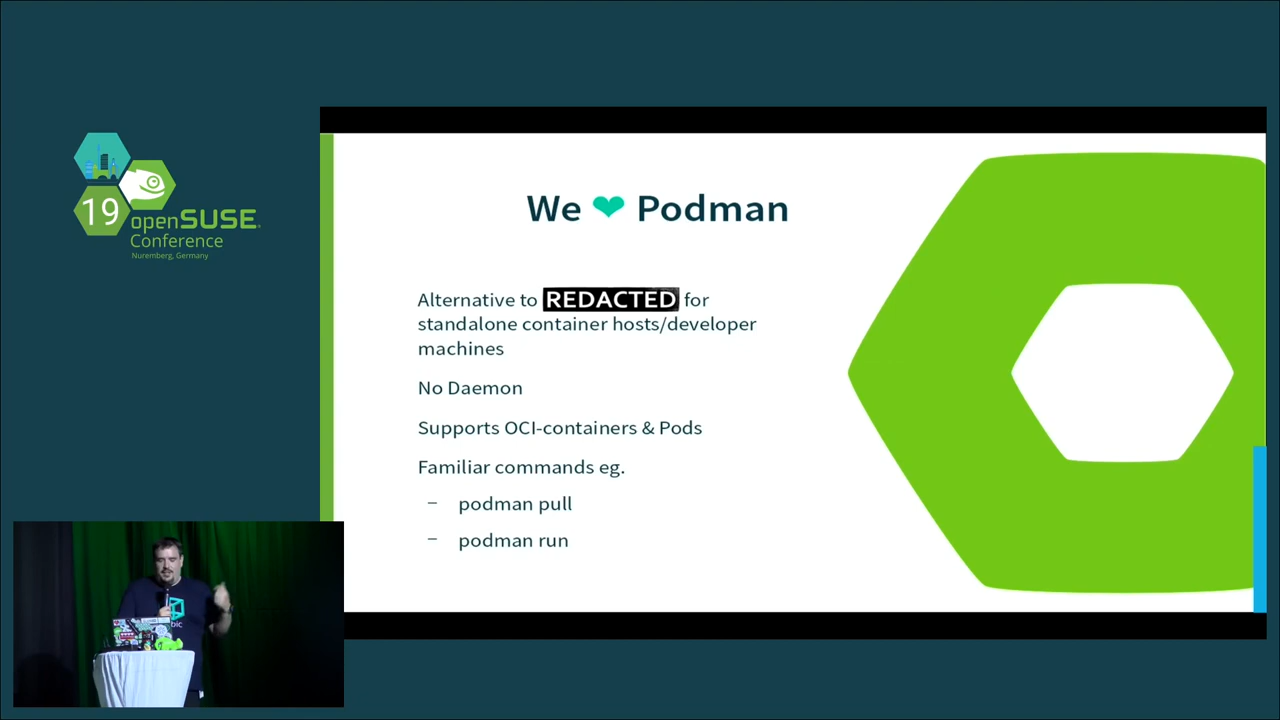 19
openSUSE
Conference
Nuremberg, Germany
We ❤ Podman
Alternative to REDACTED for
standalone container hosts/developer
machines
No Daemon
Supports OCI-containers & Pods
Familiar commands eg.
– podman pull
– podman run
bic